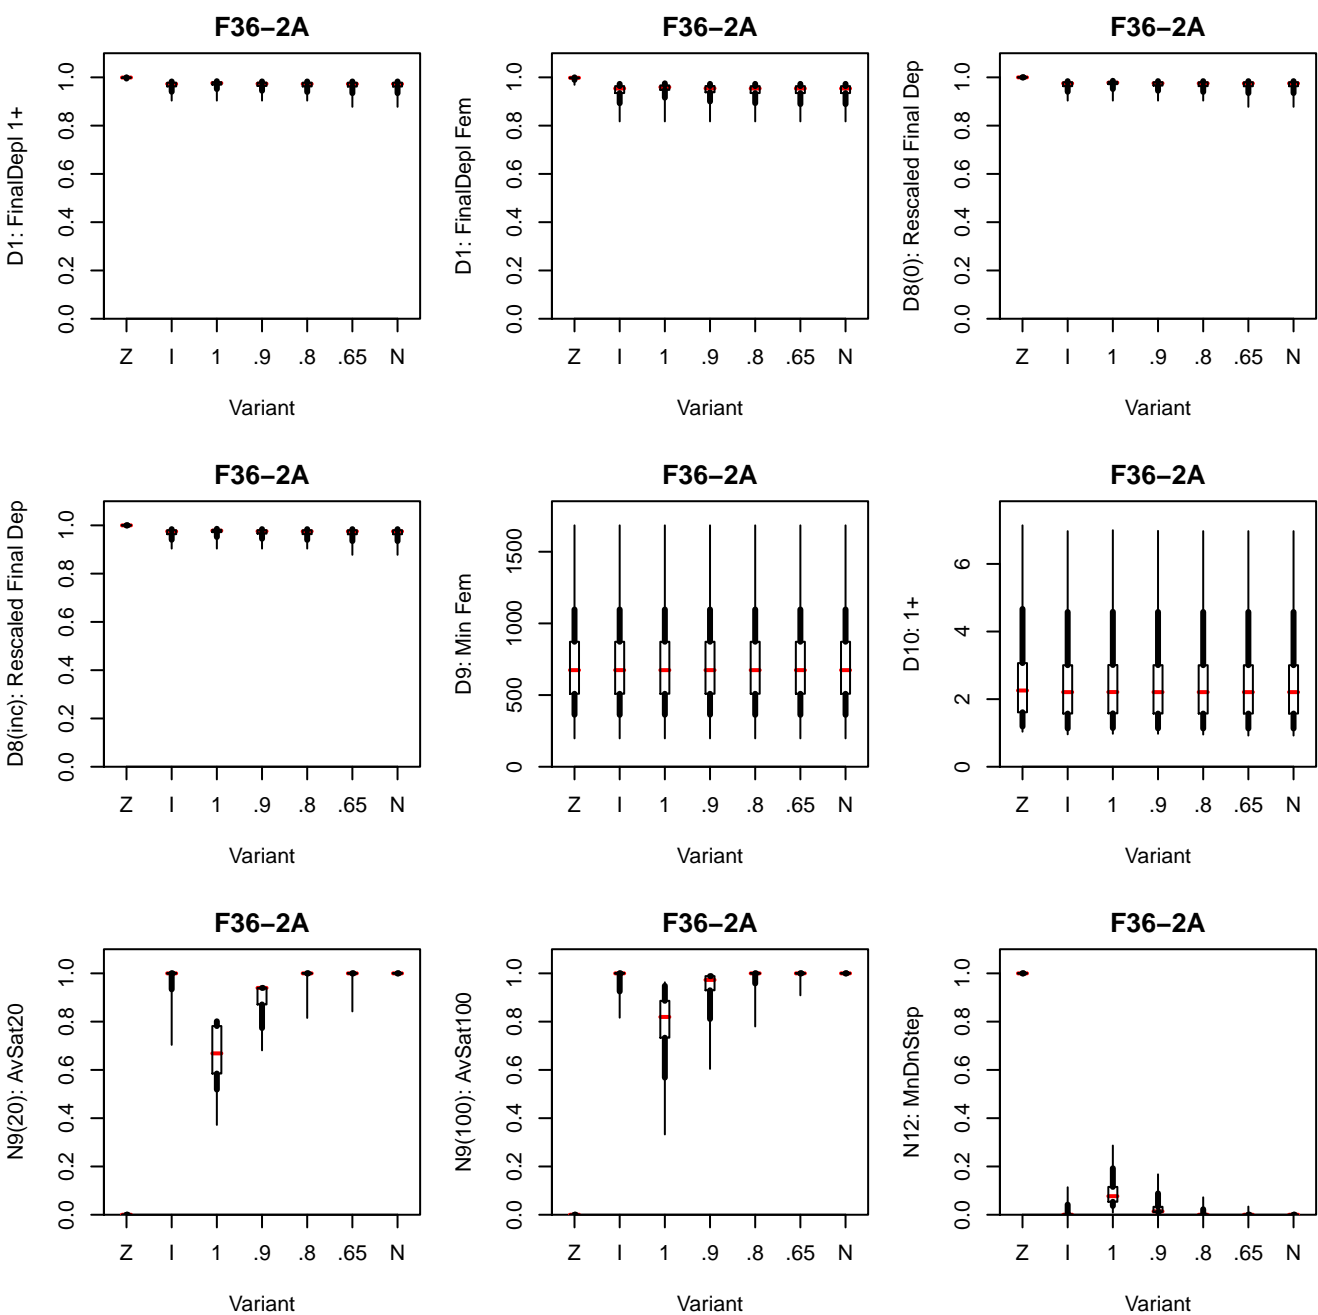 F36−2A
D1: FinalDepl 1+
0.0 0.2 0.4 0.6 0.8 1.0
Z I 1 .9 .8 .65 N
Variant
F36−2A
D1: FinalDepl Fem
0.0 0.2 0.4 0.6 0.8 1.0
Z I 1 .9 .8 .65 N
Variant
F36−2A
D8(0): Rescaled Final Dep
0.0 0.2 0.4 0.6 0.8 1.0
Z I 1 .9 .8 .65 N
Variant
F36−2A
D8(inc): Rescaled Final Dep
0.0 0.2 0.4 0.6 0.8 1.0
Z I 1 .9 .8 .65 N
Variant
F36−2A
D9: Min Fem
0 500 1000 1500
Z I 1 .9 .8 .65 N
Variant
F36−2A
D10: 1+
0 2 4 6
Z I 1 .9 .8 .65 N
Variant
F36−2A
N9(20): AvSat20
0.0 0.2 0.4 0.6 0.8 1.0
Z I 1 .9 .8 .65 N
Variant
F36−2A
N9(100): AvSat100
0.0 0.2 0.4 0.6 0.8 1.0
Z I 1 .9 .8 .65 N
Variant
F36−2A
N12: MnDnStep
0.0 0.2 0.4 0.6 0.8 1.0
Z I 1 .9 .8 .65 N
Variant